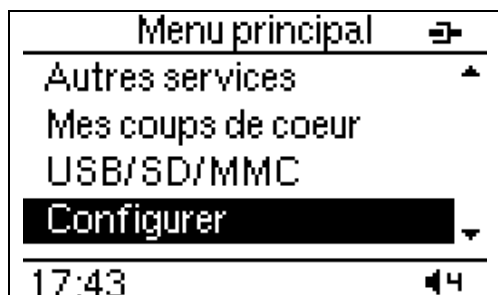 Menu principal
Autres services
Mes coups de coeur
USB/SD/MMC
Configurer
17:43 4